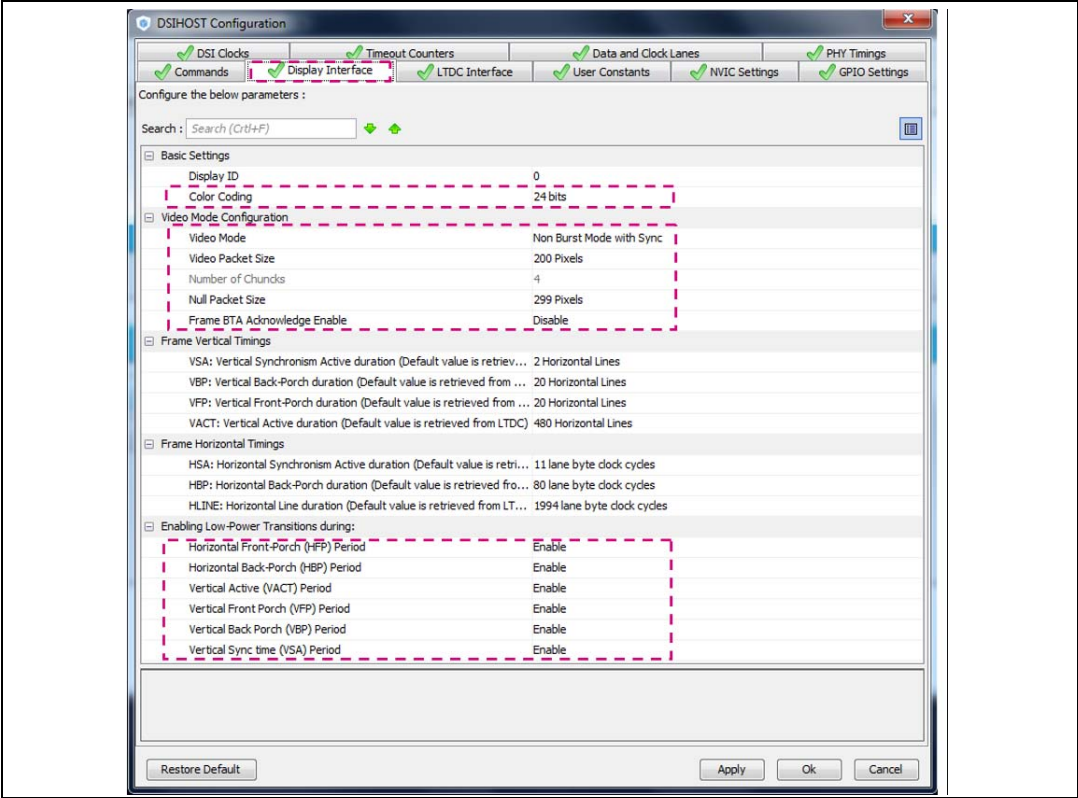 DSIHOST Configuration
DSI Clocks Timeout Counters Data and Clock Lanes PHY Timings
Commands Display Interface LTDC Interface User Constants NVIC Settings GPIO Settings
Configure the below parameters :
Search : Search (Crtl+F)
Basic Settings
Display ID 0
Color Coding 24 bits
Video Mode Configuration
Video Mode Non Burst Mode with Sync
Video Packet Size 200 Pixels
Number of Chuncks 4
Null Packet Size 299 Pixels
Frame BTA Acknowledge Enable Disable
Frame Vertical Timings
VSA: Vertical Synchronism Active duration (Default value is retriev... 2 Horizontal Lines
VBP: Vertical Back-Porch duration (Default value is retrieved from ... 20 Horizontal Lines
VFP: Vertical Front-Porch duration (Default value is retrieved from ... 20 Horizontal Lines
VACT: Vertical Active duration (Default value is retrieved from LTDC) 480 Horizontal Lines
Frame Horizontal Timings
HSA: Horizontal Synchronism Active duration (Default value is retri... 11 lane byte clock cycles
HBP: Horizontal Back-Porch duration (Default value is retrieved fro... 80 lane byte clock cycles
HLINE: Horizontal Line duration (Default value is retrieved from LT... 1994 lane byte clock cycles
Enabling Low-Power Transitions during:
Horizontal Front-Porch (HFP) Period Enable
Horizontal Back-Porch (HBP) Period Enable
Vertical Active (VACT) Period Enable
Vertical Front Porch (VFP) Period Enable
Vertical Back Porch (VBP) Period Enable
Vertical Sync time (VSA) Period Enable
Restore Default Apply Ok Cancel